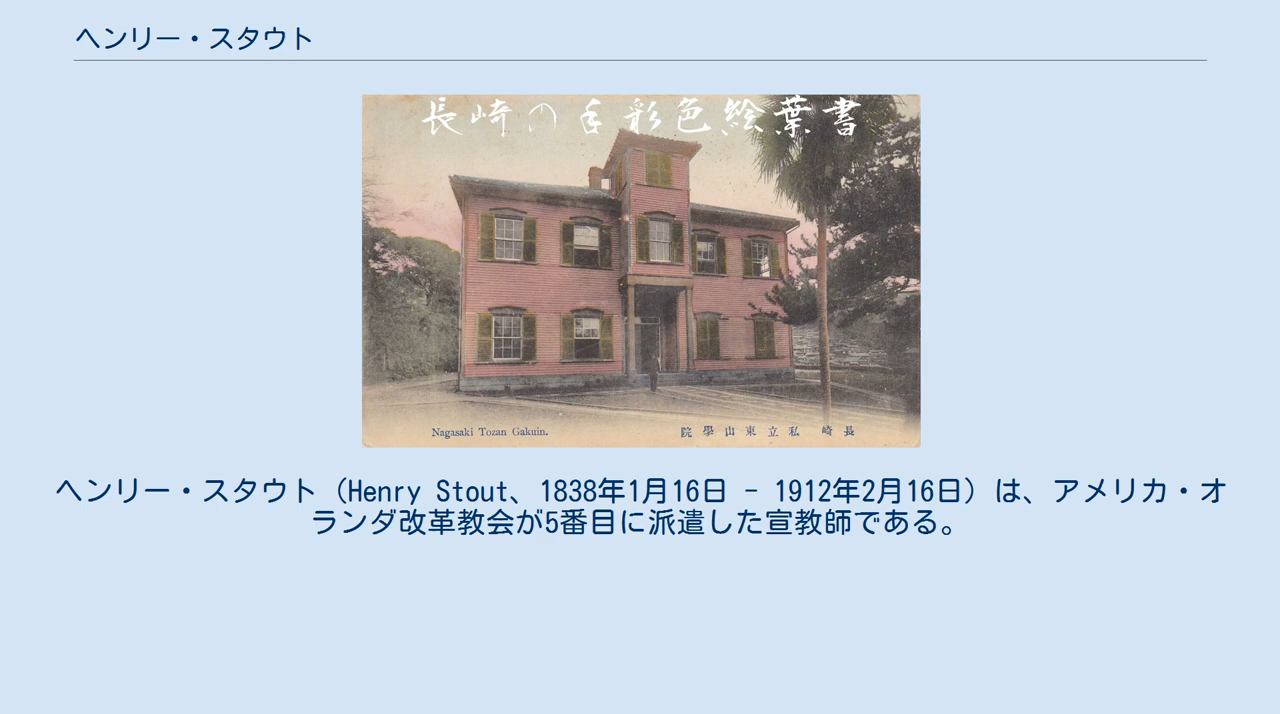 ヘンリー・スタウト
長崎の手彩色絵葉書
Nagasaki Tozan Gakuin.
院學山東立私 崎長
ヘンリー・スタウト（Henry Stout、1838年1月16日 - 1912年2月16日）は、アメリカ・オ
ランダ改革教会が5番目に派遣した宣教師である。